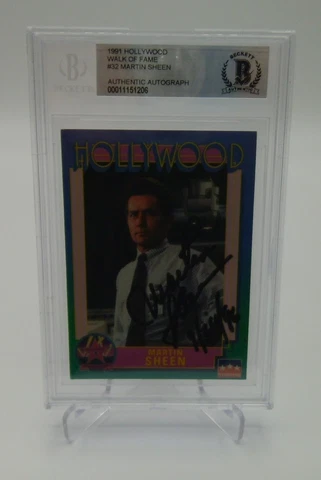 1991 HOLLYWOOD
WALK OF FAME
#32 MARTIN SHEEN
AUTHENTIC AUTOGRAPH
00011151206
BECKETT
HOLLYWOOD
MARTIN
SHEEN